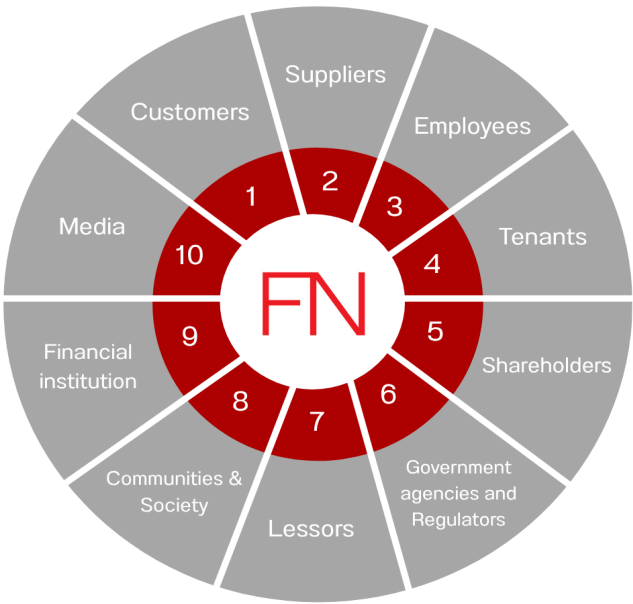 Suppliers
Customers
Employees
1
2
3
Media
10
4
Tenants
FN
Financial
institution
9
5
Shareholders
8
7
6
Communities &
Society
Lessors
Government
agencies and
Regulators